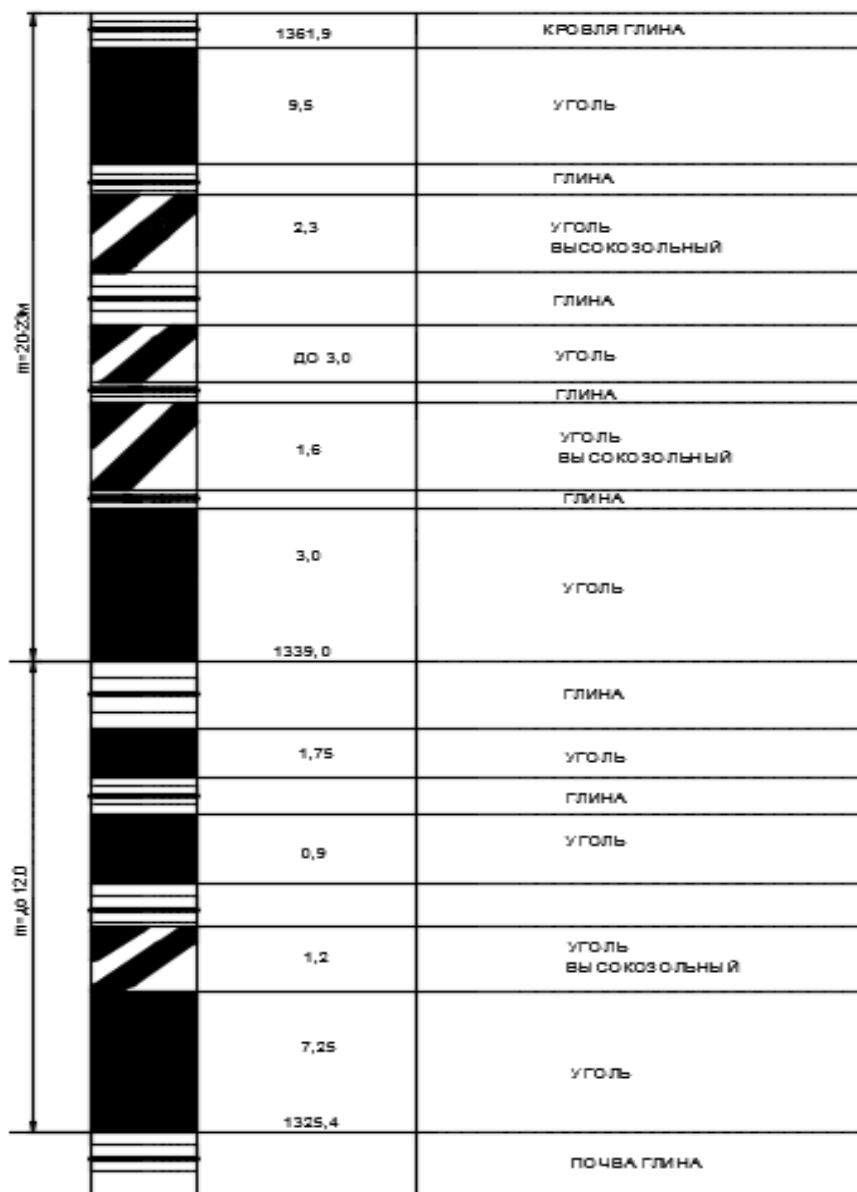 1361,9 КРОВЛЯ ГЛИНА
9,5 УГОЛЬ
ГЛИНА
2,3 УГОЛЬ
ВЫСОКОЗОЛЬНЫЙ
ГЛИНА
ДО 3,0 УГОЛЬ
ГЛИНА
1,6 УГОЛЬ
ВЫСОКОЗОЛЬНЫЙ
ГЛИНА
3,0
УГОЛЬ
1339,0
m=20-23м
ГЛИНА
1,75 УГОЛЬ
ГЛИНА
0,9 УГОЛЬ
1,2 УГОЛЬ
ВЫСОКОЗОЛЬНЫЙ
7,25
УГОЛЬ
1325,4
m=до 12.0
ПОЧВА ГЛИНА